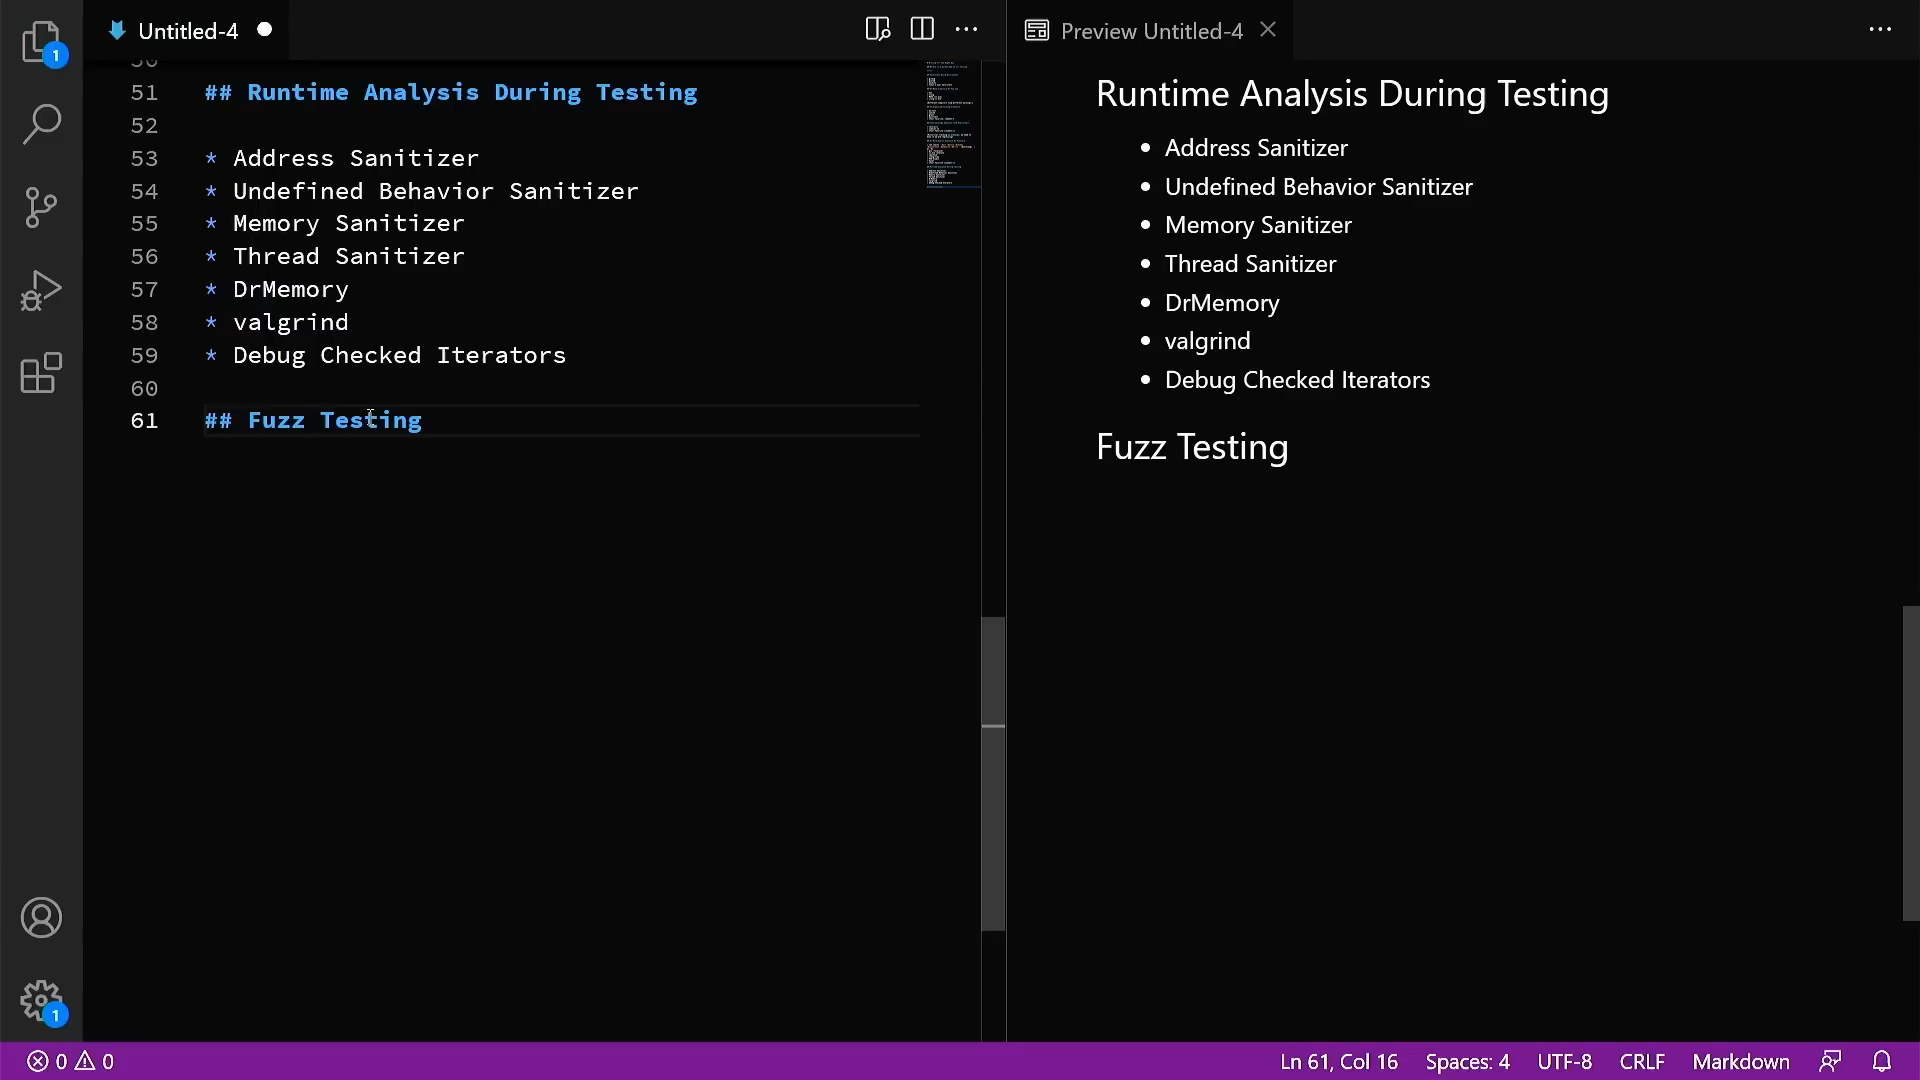 Untitled-4
Preview Untitled-4
1
51 ## Runtime Analysis During Testing
52
53 * Address Sanitizer
54 * Undefined Behavior Sanitizer
55 * Memory Sanitizer
56 * Thread Sanitizer
57 * DrMemory
58 * valgrind
59 * Debug Checked Iterators
60
61 ## Fuzz Testing
Runtime Analysis During Testing
• Address Sanitizer
• Undefined Behavior Sanitizer
• Memory Sanitizer
• Thread Sanitizer
• DrMemory
• valgrind
• Debug Checked Iterators
Fuzz Testing
1
0 0
Ln 61, Col 16 Spaces: 4 UTF-8 CRLF Markdown